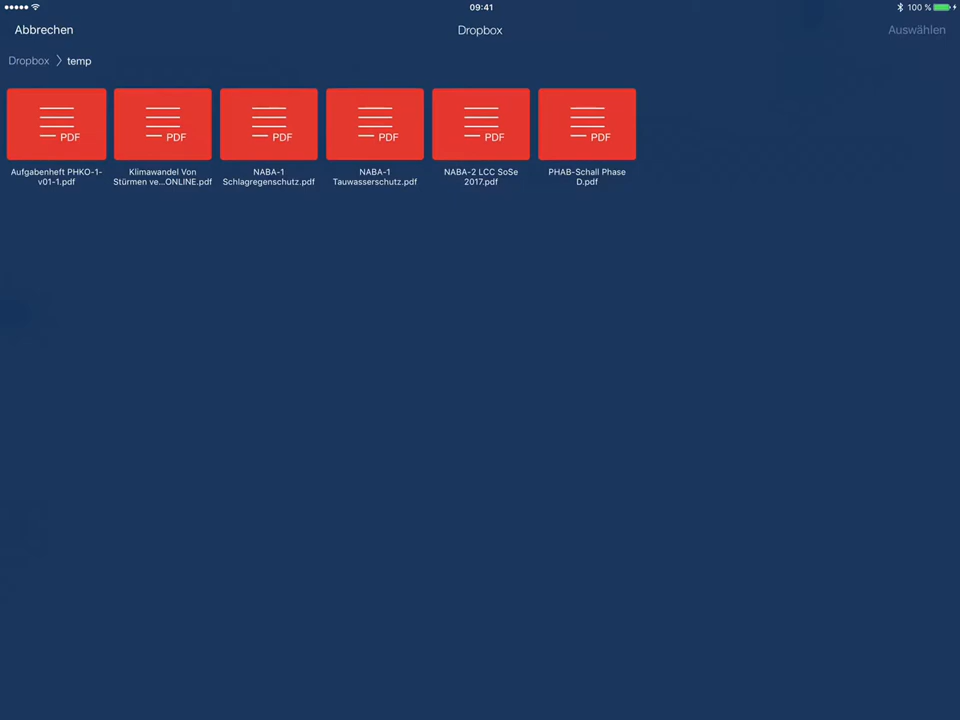 09:41
100 %
Abbrechen
Dropbox
Auswählen
Dropbox
temp
PDF
PDF
PDF
PDF
PDF
PDF
Aufgabenheft PHKO-1-
v01-1.pdf
Klimawandel Von
Stürmen ve...ONLINE.pdf
NABA-1
Schlagregenschutz.pdf
NABA-1
Tauwasserschutz.pdf
NABA-2 LCC SoSe
2017.pdf
PHAB-Schall Phase
D.pdf